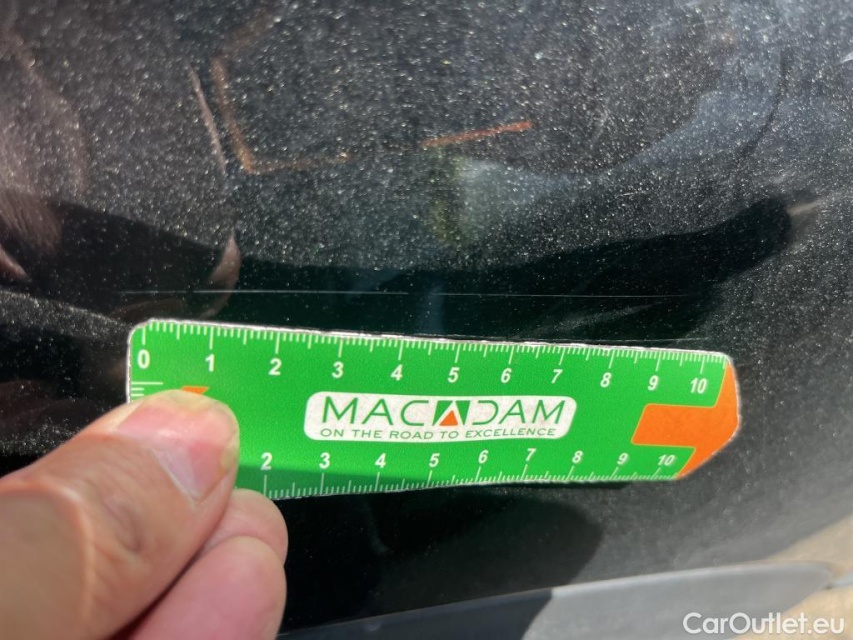 0 1 2 3 4 5 6 7 8 9 10
MACADAM
ON THE ROAD TO EXCELLENCE
2 3 4 5 6 7 8 9 10
CarOutlet.eu